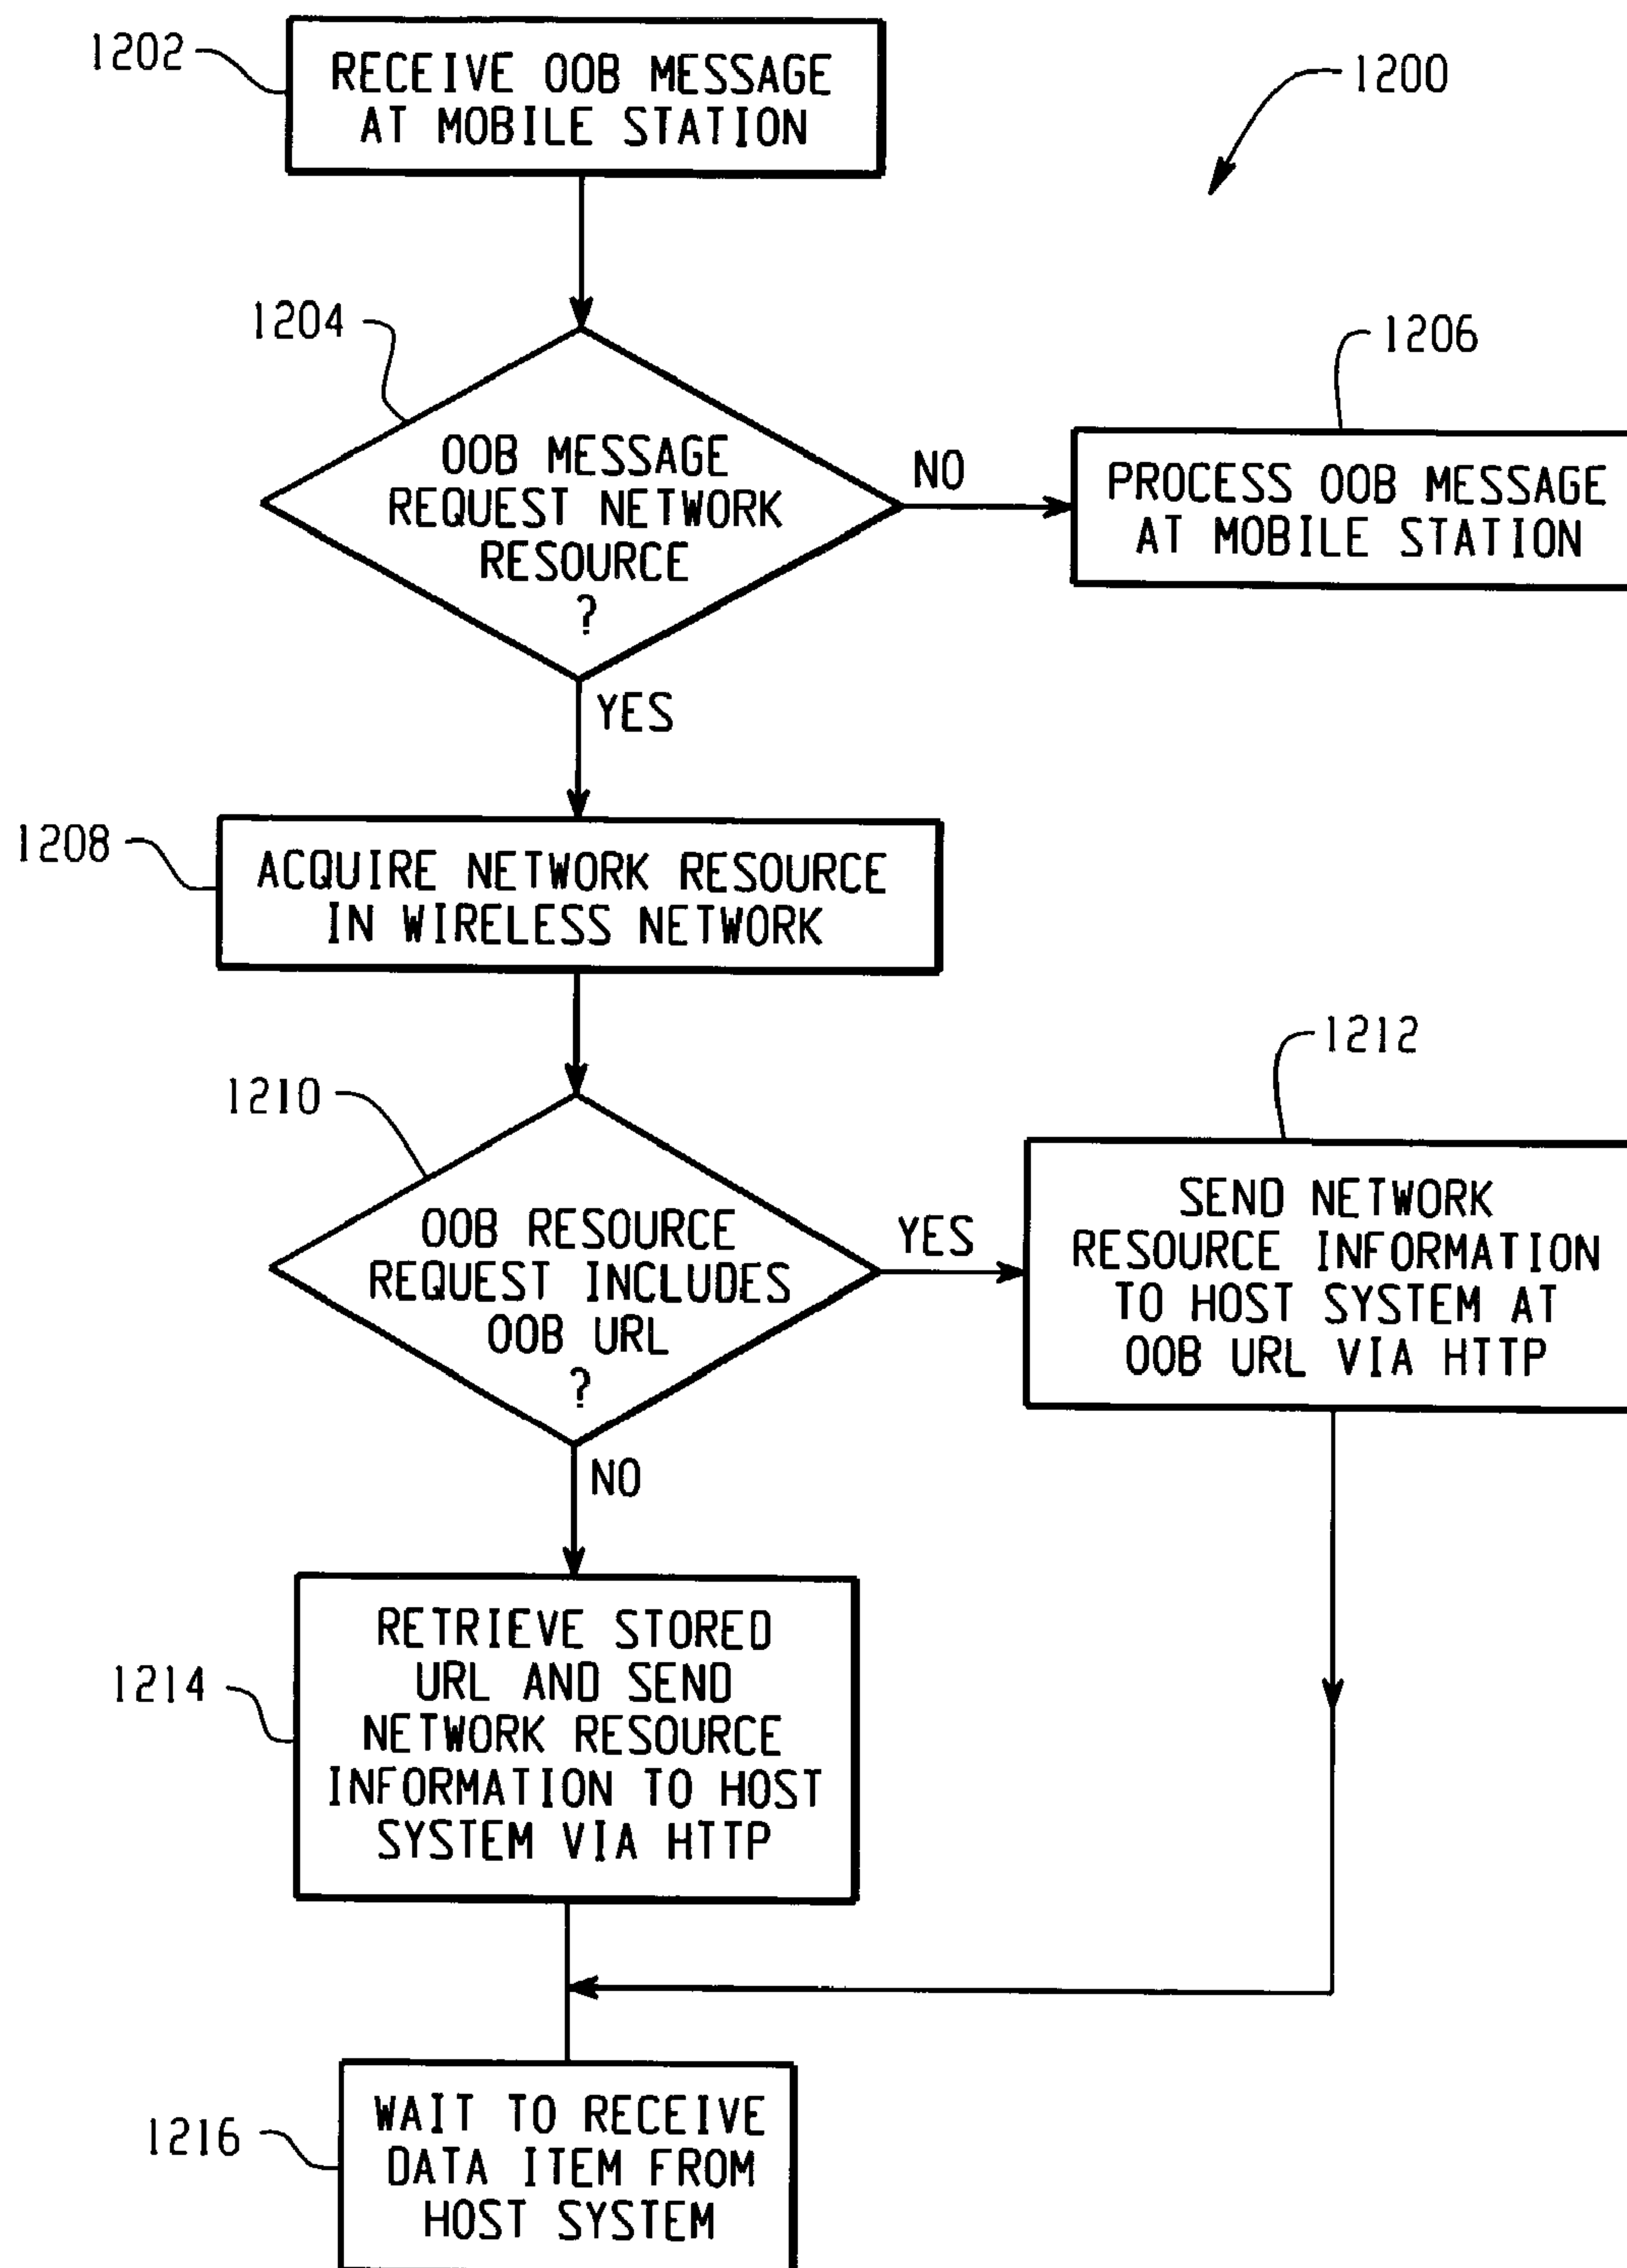 1202
RECEIVE OOB MESSAGE
AT MOBILE STATION
1200
1204
OOB MESSAGE
REQUEST NETWORK
RESOURCE
?
NO
1206
PROCESS OOB MESSAGE
AT MOBILE STATION
YES
1208
ACQUIRE NETWORK RESOURCE
IN WIRELESS NETWORK
1210
OOB RESOURCE
REQUEST INCLUDES
OOB URL
?
YES
1212
SEND NETWORK
RESOURCE INFORMATION
TO HOST SYSTEM AT
OOB URL VIA HTTP
NO
1214
RETRIEVE STORED
URL AND SEND
NETWORK RESOURCE
INFORMATION TO HOST
SYSTEM VIA HTTP
1216
WAIT TO RECEIVE
DATA ITEM FROM
HOST SYSTEM